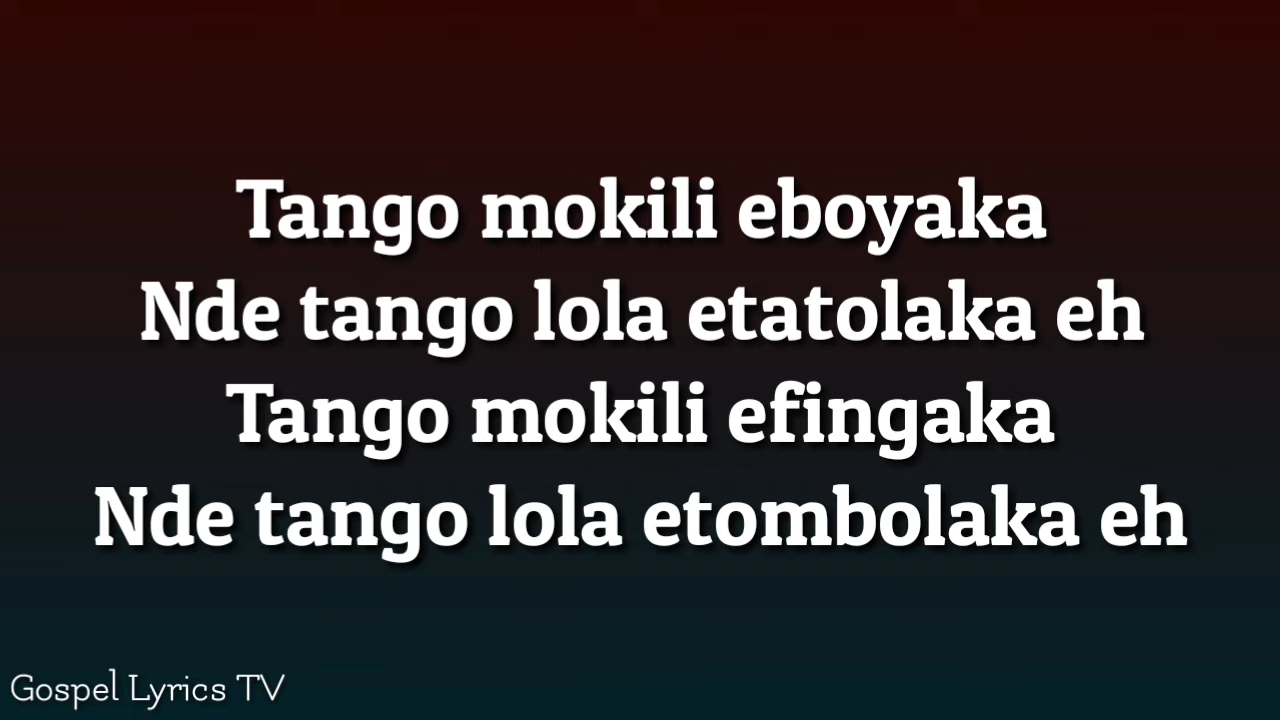 Tango mokili eboyaka
Nde tango lola etatolaka eh
Tango mokili efingaka
Nde tango lola etombolaka eh
Gospel Lyrics TV